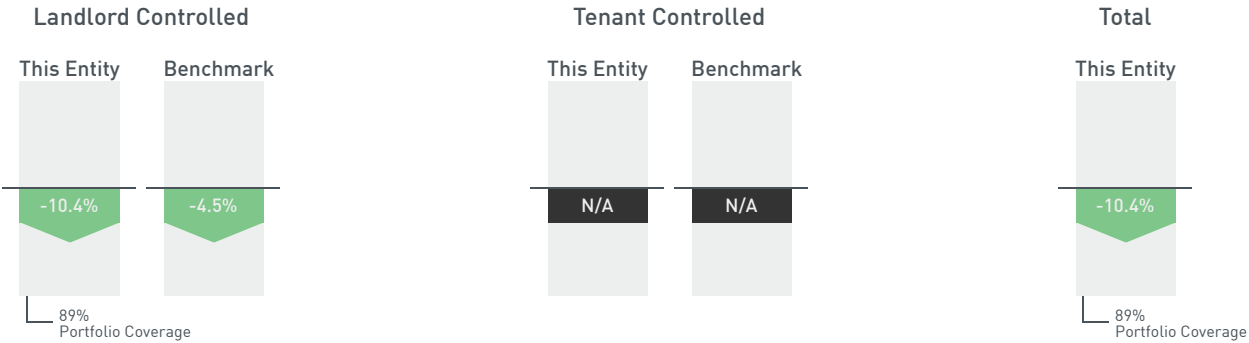 Landlord Controlled
This Entity
Benchmark
-10.4%
-4.5%
89%
Portfolio Coverage
Tenant Controlled
This Entity
Benchmark
N/A
N/A
Total
This Entity
-10.4%
89%
Portfolio Coverage